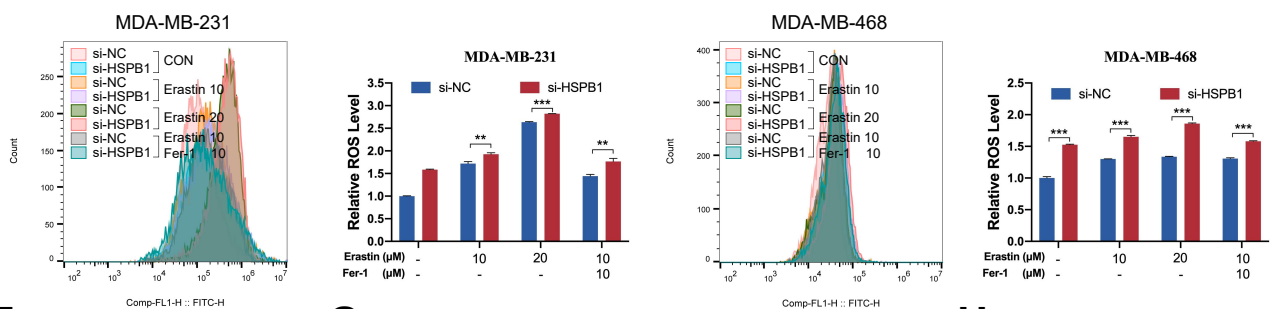 MDA-MB-231
si-NC
si-HSPB1
CON
si-NC
si-HSPB1
Erastin 10
si-NC
si-HSPB1
Erastin 20
si-NC
si-HSPB1
Erastin 10
Fer-1 10
Count
250
200
150
100
50
0
10^2 10^3 10^4 10^5 10^6 10^7
Comp-FL1-H :: FITC-H
MDA-MB-231
si-NC si-HSPB1
Relative ROS Level
3.5
3.0
2.5
2.0
1.5
1.0
0.5
0.0
** *** **
Erastin (μM) - 10 20 10
Fer-1 (μM) - - - 10
MDA-MB-468
si-NC
si-HSPB1
CON
si-NC
si-HSPB1
Erastin 10
si-NC
si-HSPB1
Erastin 20
si-NC
si-HSPB1
Erastin 10
Fer-1 10
Count
400
300
200
100
0
10^2 10^3 10^4 10^5 10^6 10^7
Comp-FL1-H :: FITC-H
MDA-MB-468
si-NC si-HSPB1
Relative ROS Level
2.5
2.0
1.5
1.0
0.5
0.0
*** *** *** ***
Erastin (μM) - 10 20 10
Fer-1 (μM) - - - 10